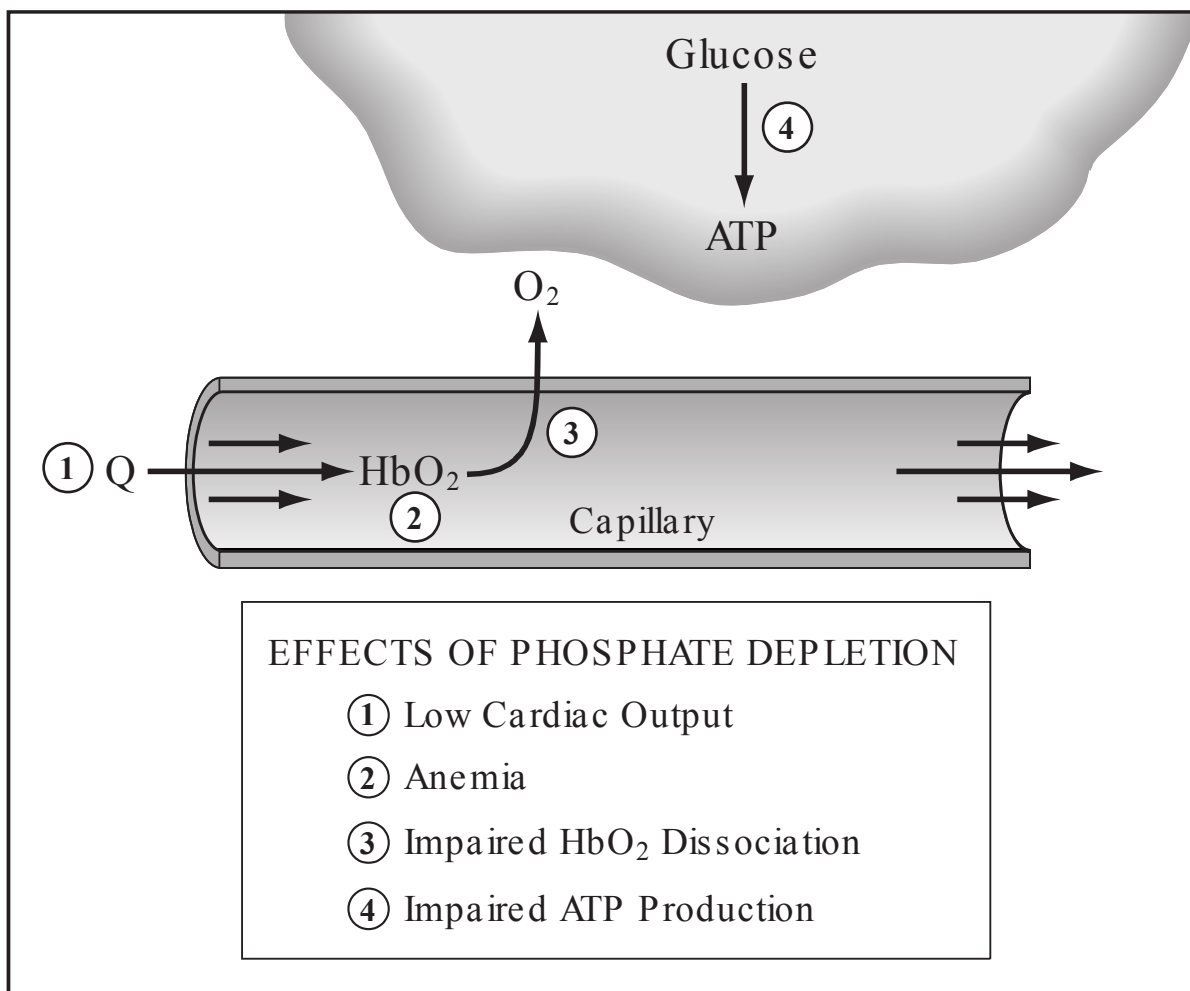 Glucose
④
ATP
O₂
③
① Q
HbO₂
②
Capillary
EFFECTS OF PHOSPHATE DEPLETION
① Low Cardiac Output
② Anemia
③ Impaired HbO₂ Dissociation
④ Impaired ATP Production